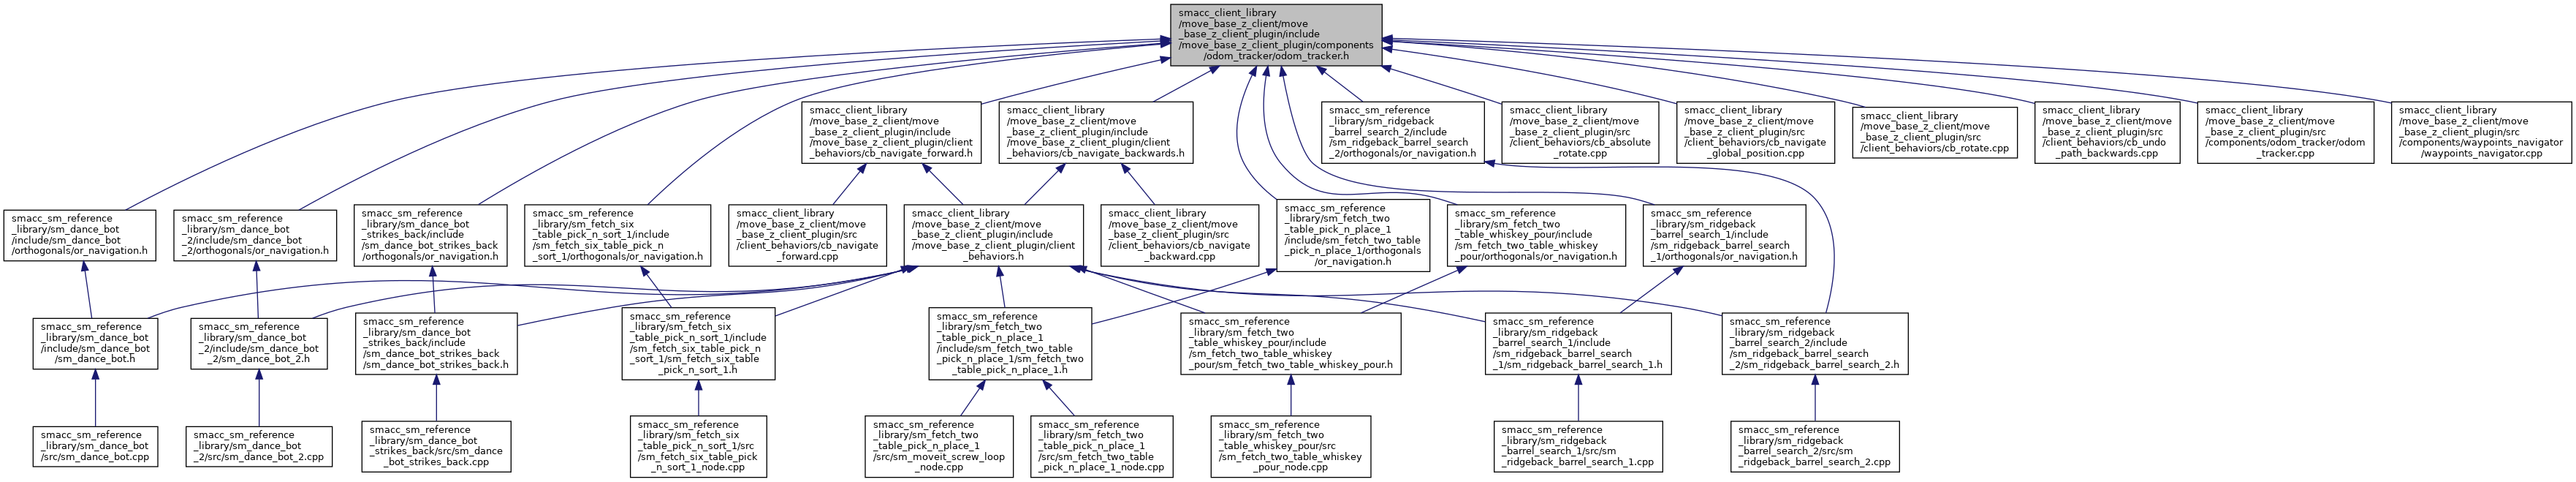 smacc_client_library
/move_base_z_client/move
_base_z_client_plugin/include
/move_base_z_client_plugin/components
/odom_tracker/odom_tracker.h
smacc_client_library
/move_base_z_client/move
_base_z_client_plugin/include
/move_base_z_client_plugin/client
_behaviors/cb_navigate_forward.h
smacc_client_library
/move_base_z_client/move
_base_z_client_plugin/include
/move_base_z_client_plugin/client
_behaviors/cb_navigate_backwards.h
smacc_sm_reference
_library/sm_ridgeback
_barrel_search_2/include
/sm_ridgeback_barrel_search
_2/orthogonals/or_navigation.h
smacc_client_library
/move_base_z_client/move
_base_z_client_plugin/src
/client_behaviors/cb_absolute
_rotate.cpp
smacc_client_library
/move_base_z_client/move
_base_z_client_plugin/src
/client_behaviors/cb_navigate
_global_position.cpp
smacc_client_library
/move_base_z_client/move
_base_z_client_plugin/src
/client_behaviors/cb_rotate.cpp
smacc_client_library
/move_base_z_client/move
_base_z_client_plugin/src
/client_behaviors/cb_undo
_path_backwards.cpp
smacc_client_library
/move_base_z_client/move
_base_z_client_plugin/src
/components/odom_tracker/odom
_tracker.cpp
smacc_client_library
/move_base_z_client/move
_base_z_client_plugin/src
/components/waypoints_navigator
/waypoints_navigator.cpp
smacc_sm_reference
_library/sm_dance_bot
/include/sm_dance_bot
/orthogonals/or_navigation.h
smacc_sm_reference
_library/sm_dance_bot
_2/include/sm_dance_bot
_2/orthogonals/or_navigation.h
smacc_sm_reference
_library/sm_dance_bot
_strikes_back/include
/sm_dance_bot_strikes_back
/orthogonals/or_navigation.h
smacc_sm_reference
_library/sm_fetch_six
_table_pick_n_sort_1/include
/sm_fetch_six_table_pick_n
_sort_1/orthogonals/or_navigation.h
smacc_client_library
/move_base_z_client/move
_base_z_client_plugin/src
/client_behaviors/cb_navigate
_forward.cpp
smacc_client_library
/move_base_z_client/move
_base_z_client_plugin/include
/move_base_z_client_plugin/client
_behaviors.h
smacc_client_library
/move_base_z_client/move
_base_z_client_plugin/src
/client_behaviors/cb_navigate
_backward.cpp
smacc_sm_reference
_library/sm_fetch_two
_table_pick_n_place_1
/include/sm_fetch_two_table
_pick_n_place_1/orthogonals
/or_navigation.h
smacc_sm_reference
_library/sm_fetch_two
_table_whiskey_pour/include
/sm_fetch_two_table_whiskey
_pour/orthogonals/or_navigation.h
smacc_sm_reference
_library/sm_ridgeback
_barrel_search_1/include
/sm_ridgeback_barrel_search
_1/orthogonals/or_navigation.h
smacc_sm_reference
_library/sm_dance_bot
/include/sm_dance_bot
/sm_dance_bot.h
smacc_sm_reference
_library/sm_dance_bot
_2/include/sm_dance_bot
_2/sm_dance_bot_2.h
smacc_sm_reference
_library/sm_dance_bot
_strikes_back/include
/sm_dance_bot_strikes_back
/sm_dance_bot_strikes_back.h
smacc_sm_reference
_library/sm_fetch_six
_table_pick_n_sort_1/include
/sm_fetch_six_table_pick_n
_sort_1/sm_fetch_six_table
_pick_n_sort_1.h
smacc_sm_reference
_library/sm_fetch_two
_table_pick_n_place_1
/include/sm_fetch_two_table
_pick_n_place_1/sm_fetch_two
_table_pick_n_place_1.h
smacc_sm_reference
_library/sm_fetch_two
_table_whiskey_pour/include
/sm_fetch_two_table_whiskey
_pour/sm_fetch_two_table_whiskey_pour.h
smacc_sm_reference
_library/sm_ridgeback
_barrel_search_1/include
/sm_ridgeback_barrel_search
_1/sm_ridgeback_barrel_search_1.h
smacc_sm_reference
_library/sm_ridgeback
_barrel_search_2/include
/sm_ridgeback_barrel_search
_2/sm_ridgeback_barrel_search_2.h
smacc_sm_reference
_library/sm_dance_bot
/src/sm_dance_bot.cpp
smacc_sm_reference
_library/sm_dance_bot
_2/src/sm_dance_bot_2.cpp
smacc_sm_reference
_library/sm_dance_bot
_strikes_back/src/sm_dance
_bot_strikes_back.cpp
smacc_sm_reference
_library/sm_fetch_six
_table_pick_n_sort_1/src
/sm_fetch_six_table_pick
_n_sort_1_node.cpp
smacc_sm_reference
_library/sm_fetch_two
_table_pick_n_place_1
/src/sm_moveit_screw_loop
_node.cpp
smacc_sm_reference
_library/sm_fetch_two
_table_pick_n_place_1
/src/sm_fetch_two_table
_pick_n_place_1_node.cpp
smacc_sm_reference
_library/sm_fetch_two
_table_whiskey_pour/src
/sm_fetch_two_table_whiskey
_pour_node.cpp
smacc_sm_reference
_library/sm_ridgeback
_barrel_search_1/src/sm
_ridgeback_barrel_search_1.cpp
smacc_sm_reference
_library/sm_ridgeback
_barrel_search_2/src/sm
_ridgeback_barrel_search_2.cpp